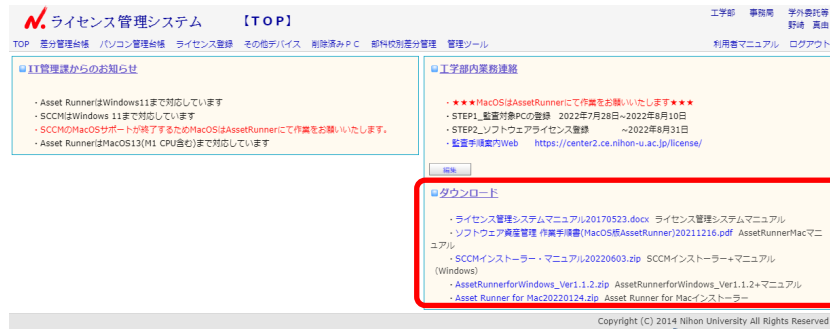 ライセンス管理システム 【TOP】
工学部 事務局 学外委託等
野崎 真由
TOP 差分管理台帳 パソコン管理台帳 ライセンス登録 その他デバイス 削除済みPC 部科校別差分管理 管理ツール 利用者マニュアル ログアウト
IT管理課からのお知らせ
・Asset RunnerはWindows11まで対応しています
・SCCMはWindows 11まで対応しています
・SCCMのMacOSサポートが終了するためMacOSはAssetRunnerにて作業をお願いいたします。
・Asset RunnerはMacOS13(M1 CPU含む)まで対応しています
工学部内業務連絡
・★★★MacOSはAssetRunnerにて作業をお願いいたします★★★
・STEP1_監査対象PCの登録 2022年7月28日~2022年8月10日
・STEP2_ソフトウェアライセンス登録 ~2022年8月31日
・監査手順案内Web https://center2.ce.nihon-u.ac.jp/license/
編集
ダウンロード
・ライセンス管理システムマニュアル20170523.docx ライセンス管理システムマニュアル
・ソフトウェア資産管理 作業手順書(MacOS版AssetRunner)20211216.pdf AssetRunnerMacマニ
ュアル
・SCCMインストーラー・マニュアル20220603.zip SCCMインストーラー+マニュアル
(Windows)
・AssetRunnerforWindows_Ver1.1.2.zip AssetRunnerforWindows_Ver1.1.2+マニュアル
・Asset Runner for Mac20220124.zip Asset Runner for Macインストーラー
Copyright (C) 2014 Nihon University All Rights Reserved